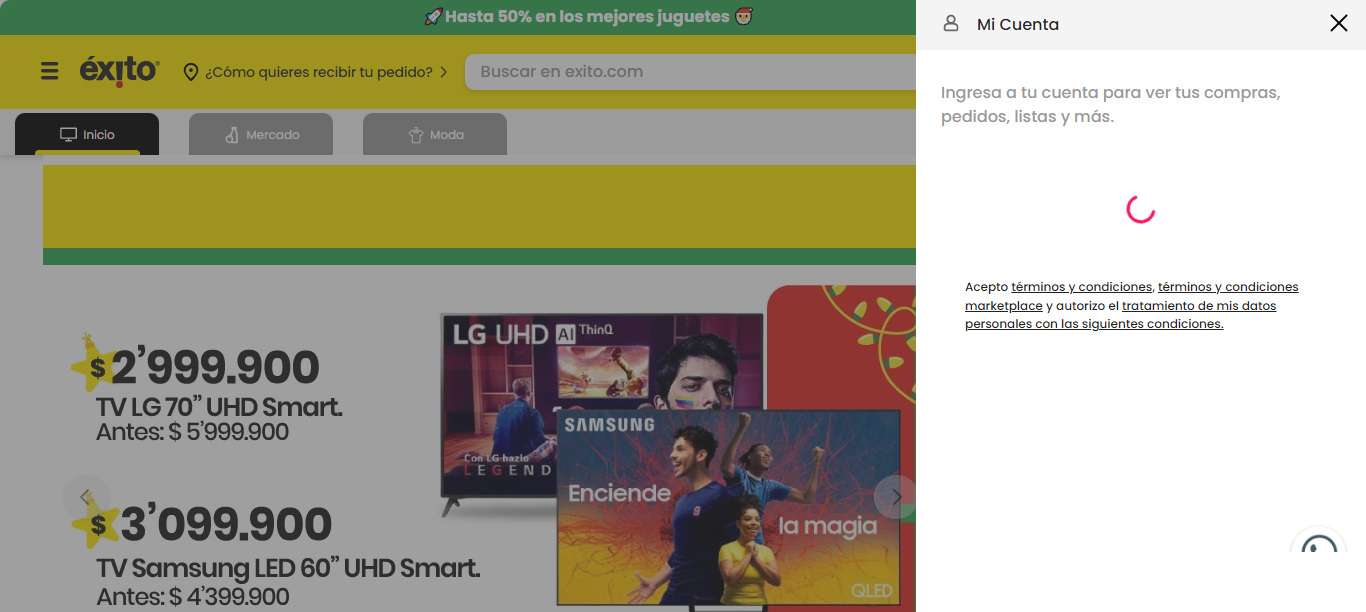 🚀 Hasta 50% en los mejores juguetes 🎅
Mi Cuenta
éxito
¿Cómo quieres recibir tu pedido?
Buscar en exito.com
Ingresa a tu cuenta para ver tus compras,
pedidos, listas y más.
Inicio
Mercado
Moda
Acepto términos y condiciones, términos y condiciones
marketplace y autorizo el tratamiento de mis datos
personales con las siguientes condiciones.
$2'999.900
TV LG 70" UHD Smart.
Antes: $ 5'999.900
$3'099.900
TV Samsung LED 60" UHD Smart.
Antes: $ 4'399.900
LG UHD AI ThinQ
Con LG hazlo
LEGEND
SAMSUNG
Enciende
la magia
QLED